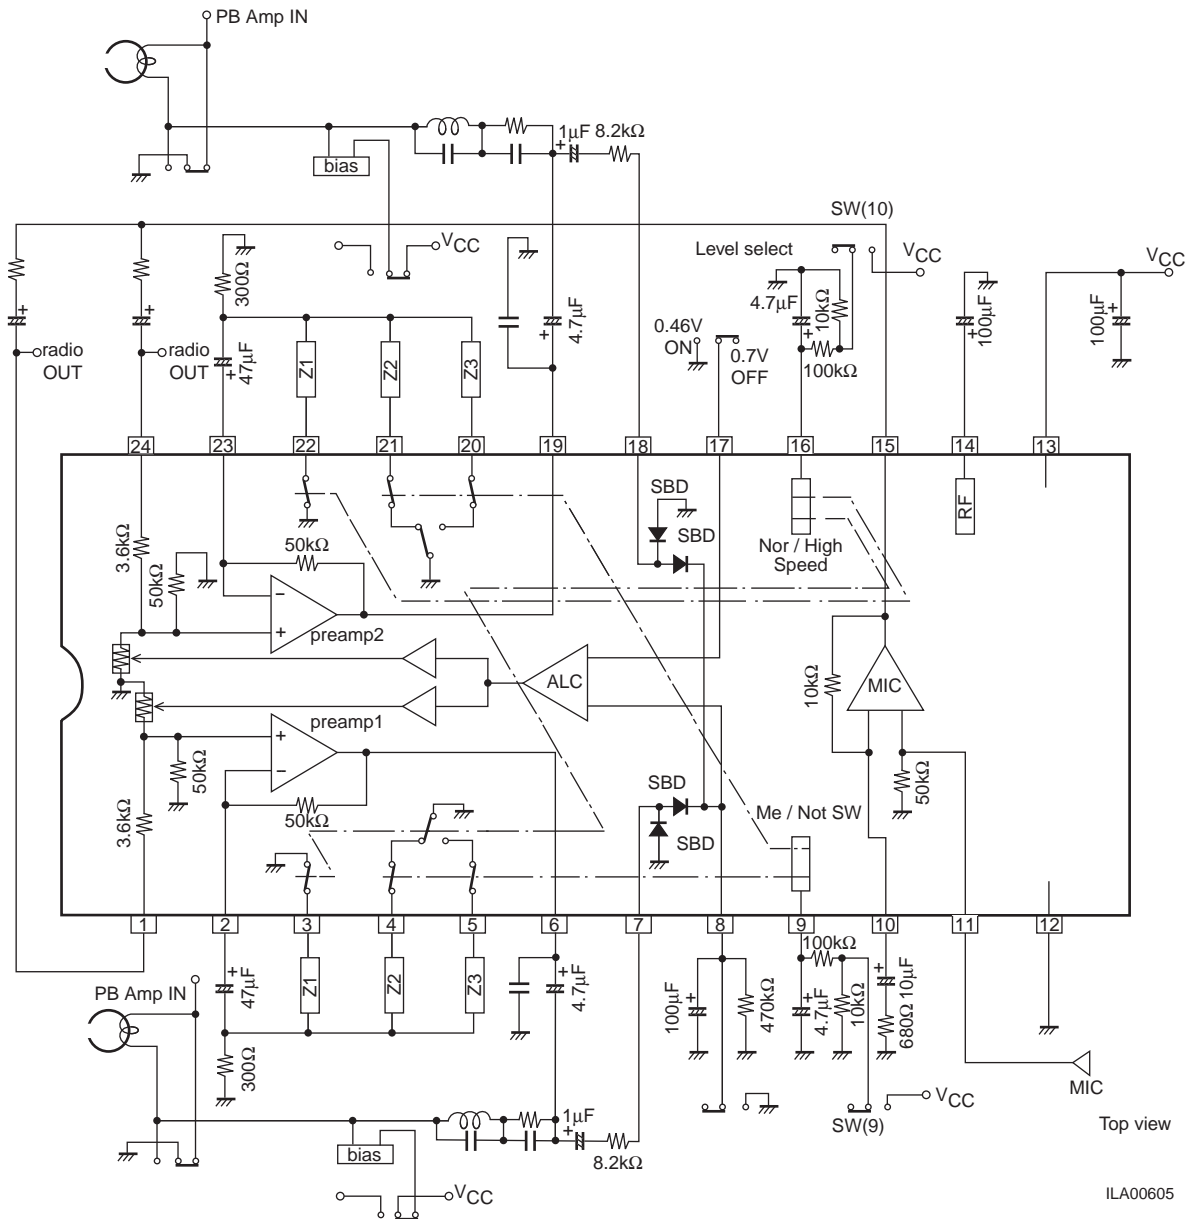 PB Amp IN
1µF 8.2kΩ
bias
SW(10)
Level select
VCC
VCC
VCC
300Ω
4.7µF
10kΩ
100kΩ
100µF
100µF
0.46V
ON
0.7V
OFF
radio
OUT
radio
OUT
47µF
Z1
Z2
Z3
4.7µF
24
23
22
21
20
19
18
17
16
15
14
13
SBD
SBD
RF
Nor / High
Speed
3.6kΩ
50kΩ
50kΩ
preamp2
ALC
MIC
10kΩ
50kΩ
preamp1
50kΩ
3.6kΩ
50kΩ
SBD
SBD
Me / Not SW
1
2
3
4
5
6
7
8
9
10
11
12
PB Amp IN
47µF
Z1
Z2
Z3
4.7µF
100µF
470kΩ
100kΩ
4.7µF
10kΩ
680Ω 10µF
300Ω
MIC
1µF
8.2kΩ
bias
VCC
SW(9)
VCC
Top view
ILA00605